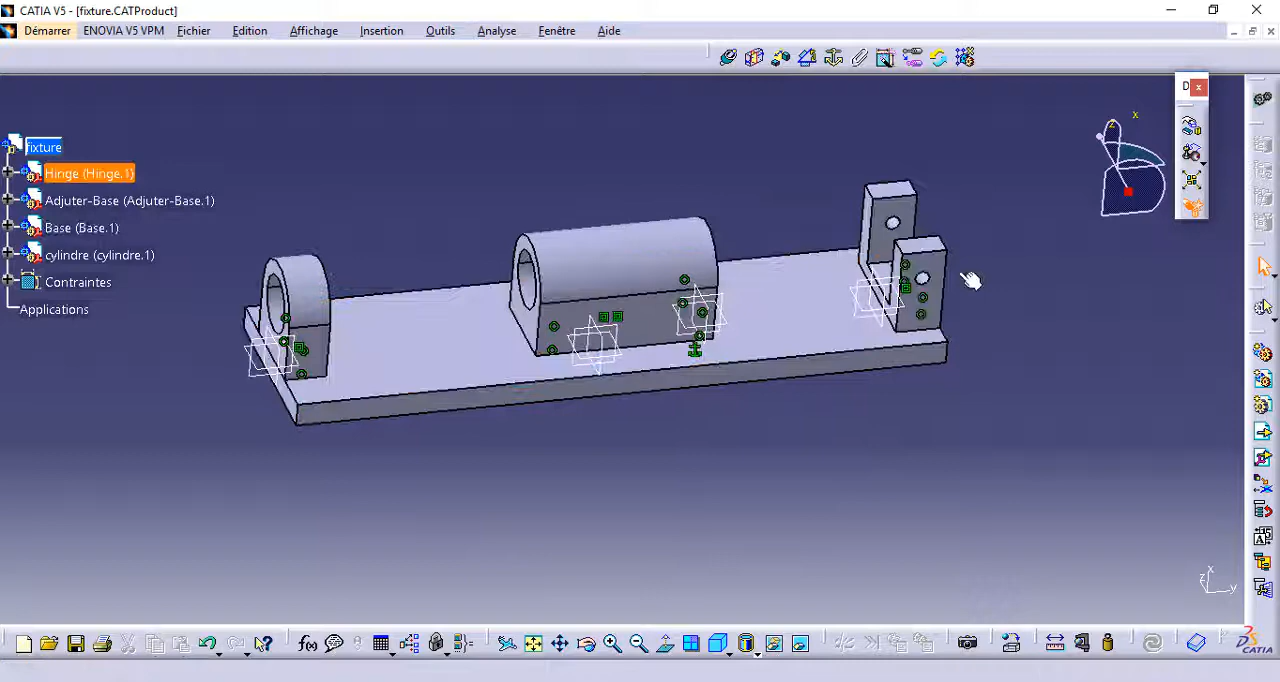 CATIA V5 - [fixture.CATProduct]
Démarrer ENOVIA V5 VPM Fichier Edition Affichage Insertion Outils Analyse Fenêtre Aide
D x
x
z
fixture
Hinge (Hinge.1)
Adjuter-Base (Adjuter-Base.1)
Base (Base.1)
cylindre (cylindre.1)
Contraintes
Applications
x
z
y
f(x)
CATIA